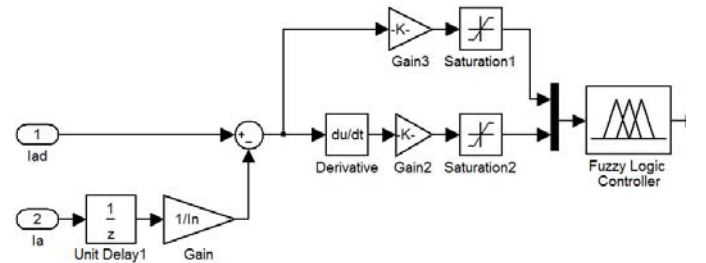 -K-
Gain3
Saturation1
1
Iad
+
−
du/dt
Derivative
-K-
Gain2
Saturation2
Fuzzy Logic
Controller
2
Ia
1
z
Unit Delay1
1/In
Gain